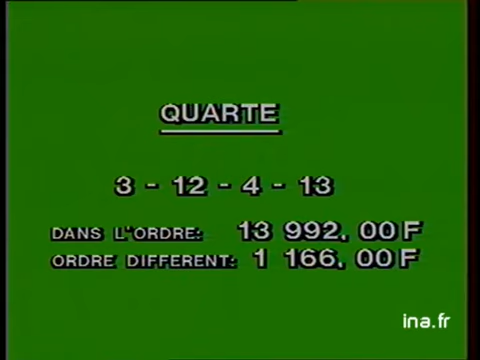 QUARTE
3 - 12 - 4 - 13
DANS L'ORDRE: 13 992, 00 F
ORDRE DIFFERENT: 1 166, 00 F
ina.fr